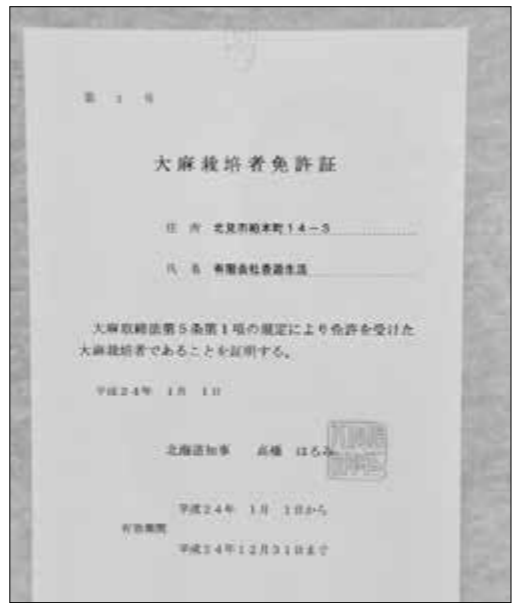 第 1 号
大麻栽培者免許証
住 所 北見市柏木町14-3
氏 名 有限会社香遊生活
大麻取締法第5条第1項の規定により免許を受けた
大麻栽培者であることを証明する。
平成24年 1月 1日
北海道知事 高橋 はるみ
平成24年 1月 1日から
有効期間
平成24年12月31日まで